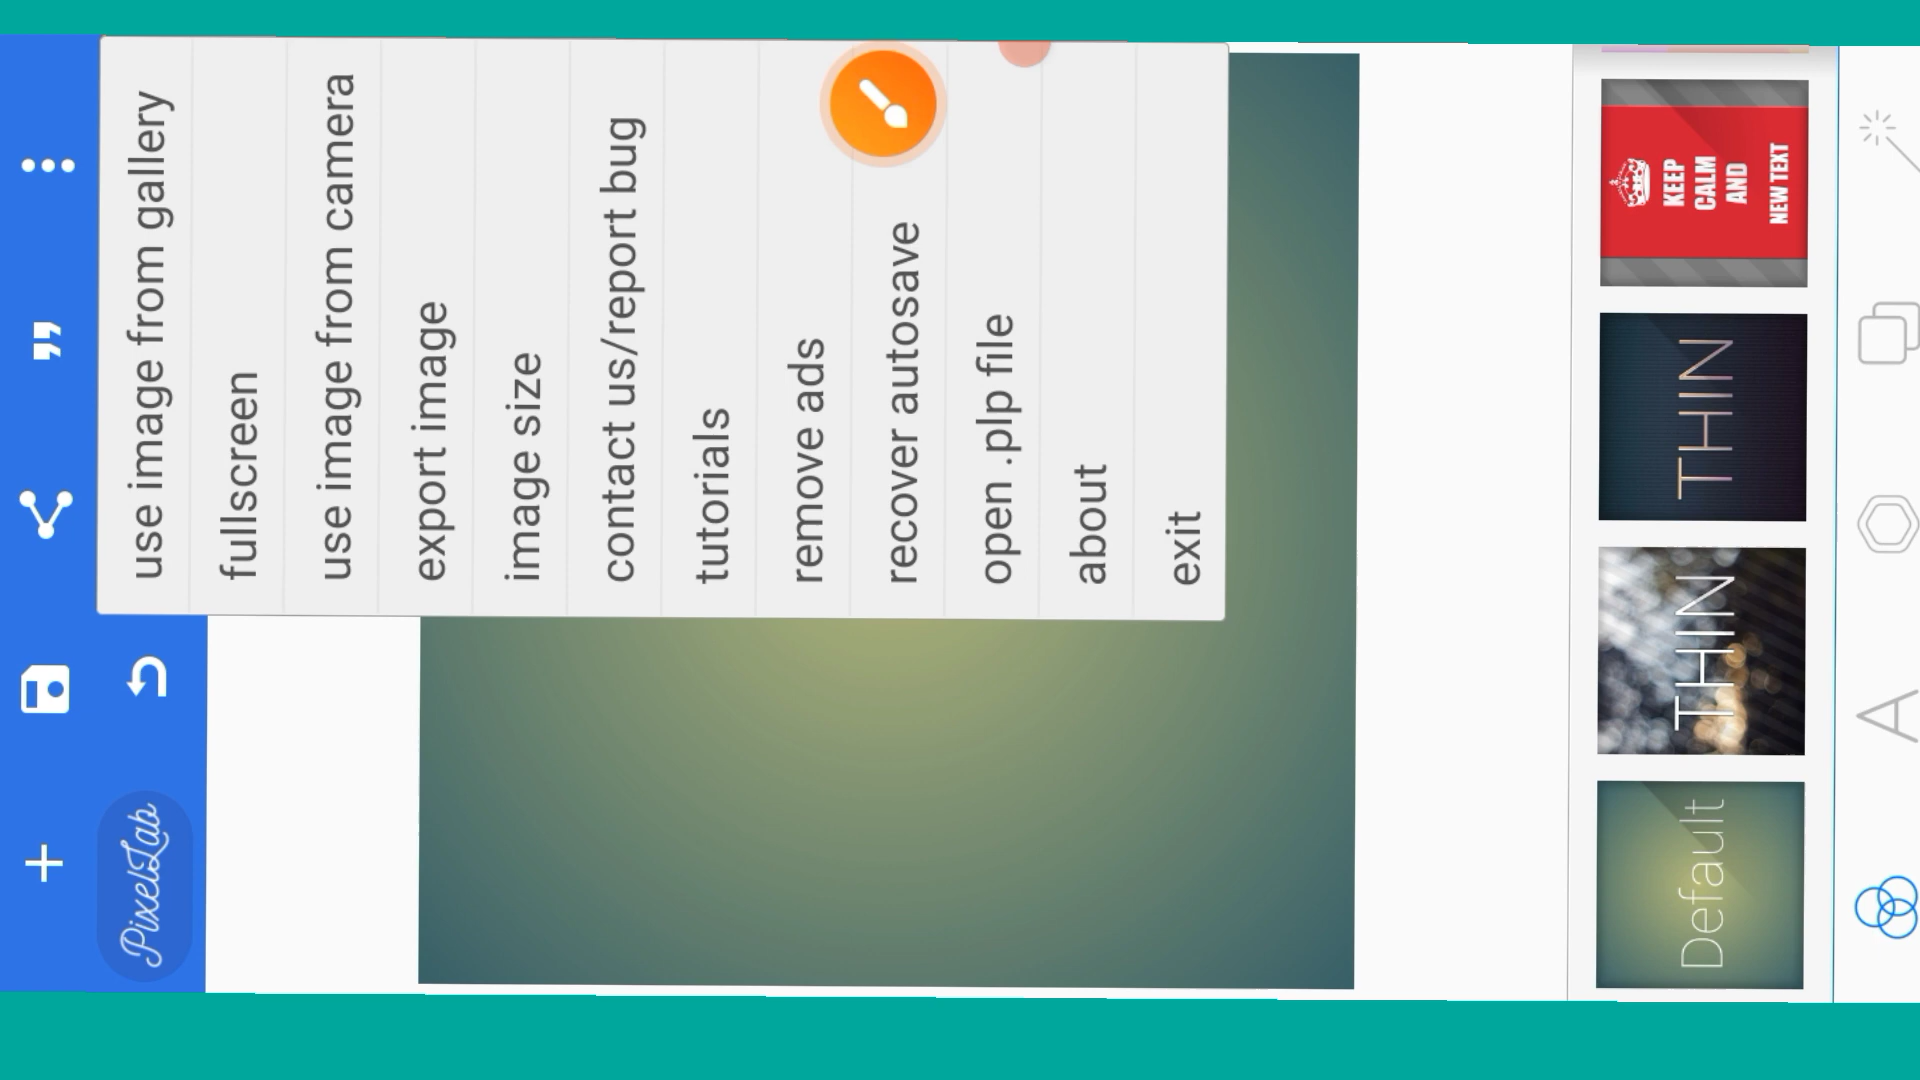 PixelLab
use image from gallery
fullscreen
use image from camera
export image
image size
contact us/report bug
tutorials
remove ads
recover autosave
open .plp file
about
exit
Default
THIN
THIN
KEEP
CALM
AND
NEW TEXT
A